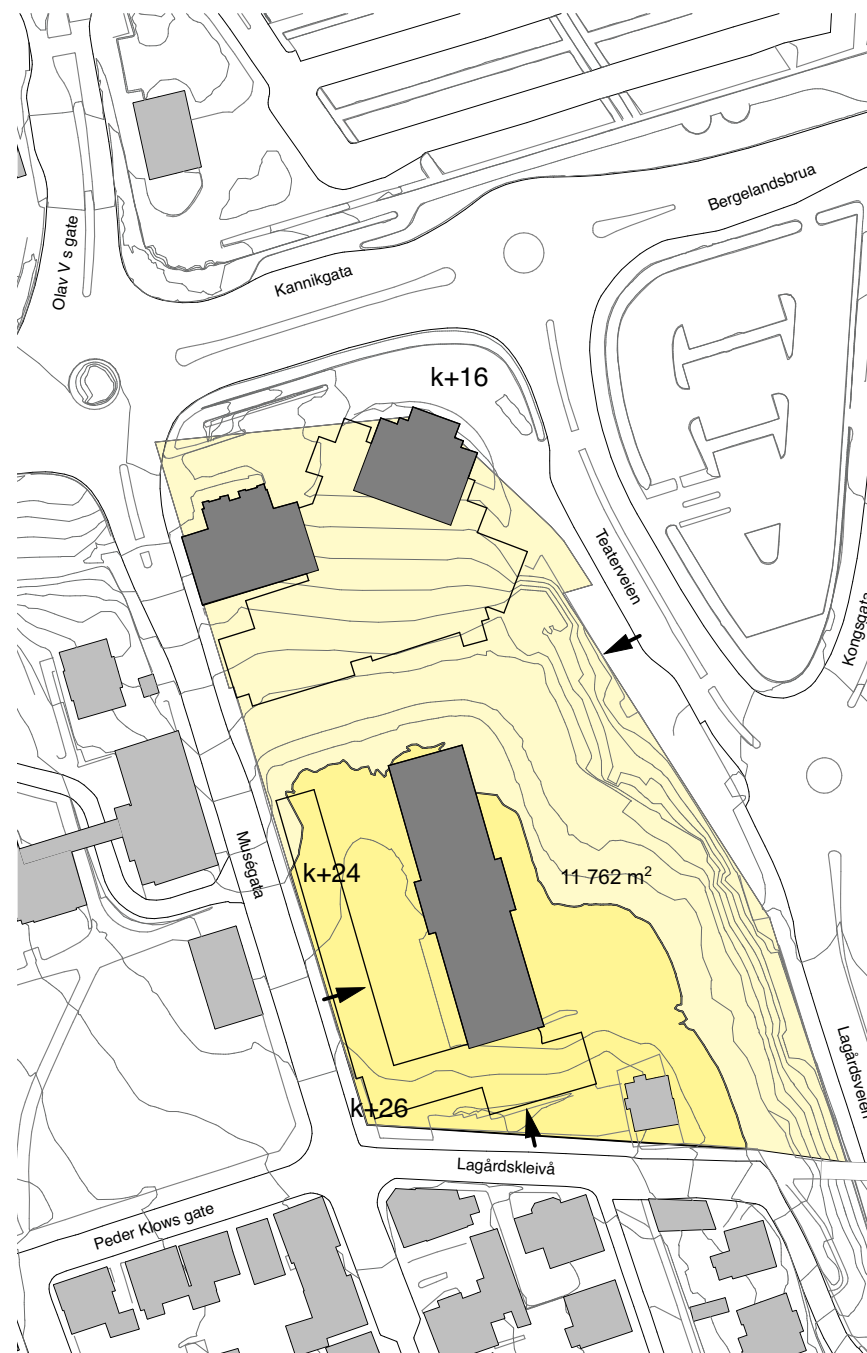 Bergelandsbrua
Olav V s gate
Kannikgata
k+16
Teaterveien
Kongsgata
Muségata
k+24
11 762 m²
k+26
Lagårdsveien
Lagårdskleivå
Peder Klows gate